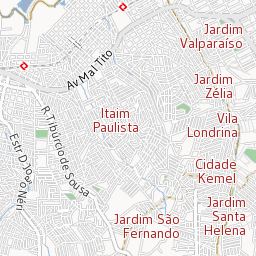 Jardim
Valparaíso
Av Mal Tito
Jardim
Zélia
Itaim
Paulista
Vila
Londrina
R. Tibúrcio de Sousa
Estr D João Néri
Cidade
Kemel
Jardim
Santa
Helena
Jardim São
Fernando